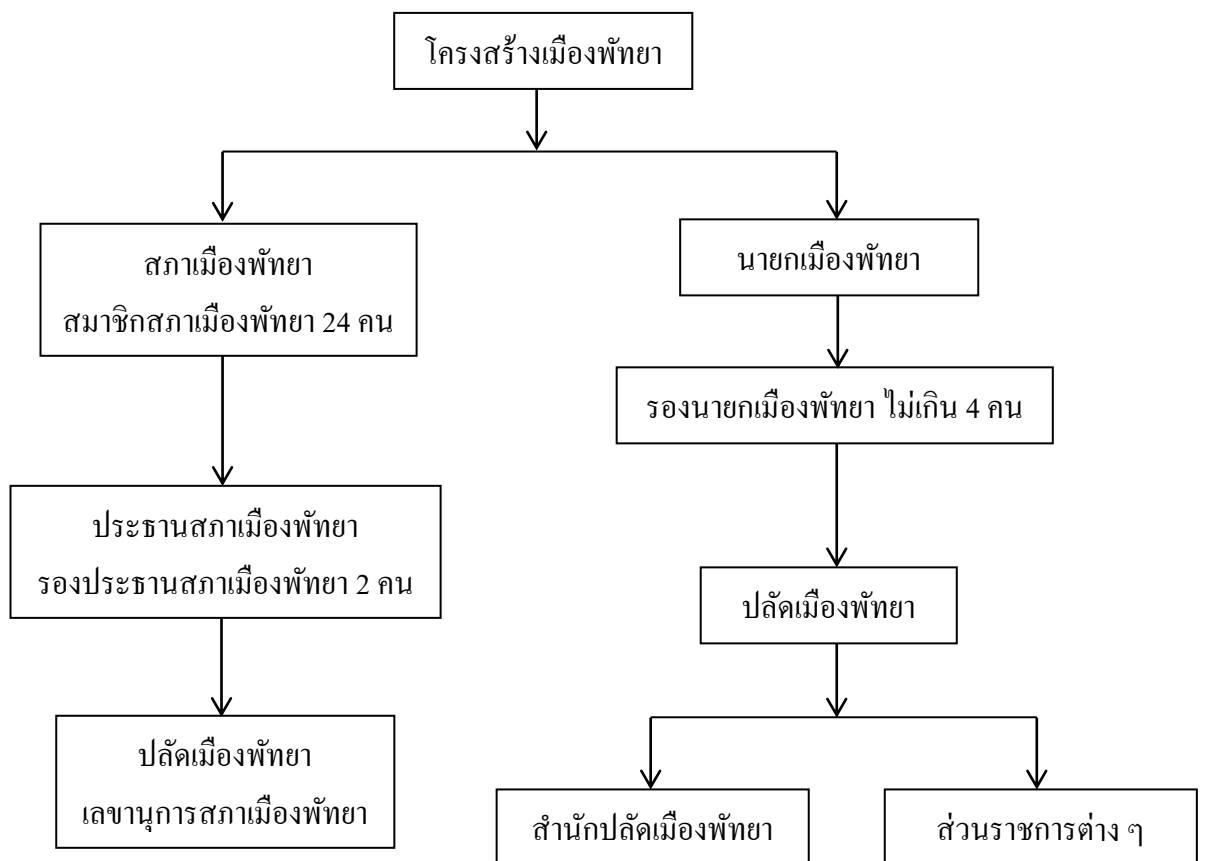 โครงสร้างเมืองพัทยา
สภาเมืองพัทยา
สมาชิกสภาเมืองพัทยา 24 คน
นายกเมืองพัทยา
รองนายกเมืองพัทยา ไม่เกิน 4 คน
ประธานสภาเมืองพัทยา
รองประธานสภาเมืองพัทยา 2 คน
ปลัดเมืองพัทยา
ปลัดเมืองพัทยา
เลขานุการสภาเมืองพัทยา
สำนักปลัดเมืองพัทยา
ส่วนราชการต่าง ๆ